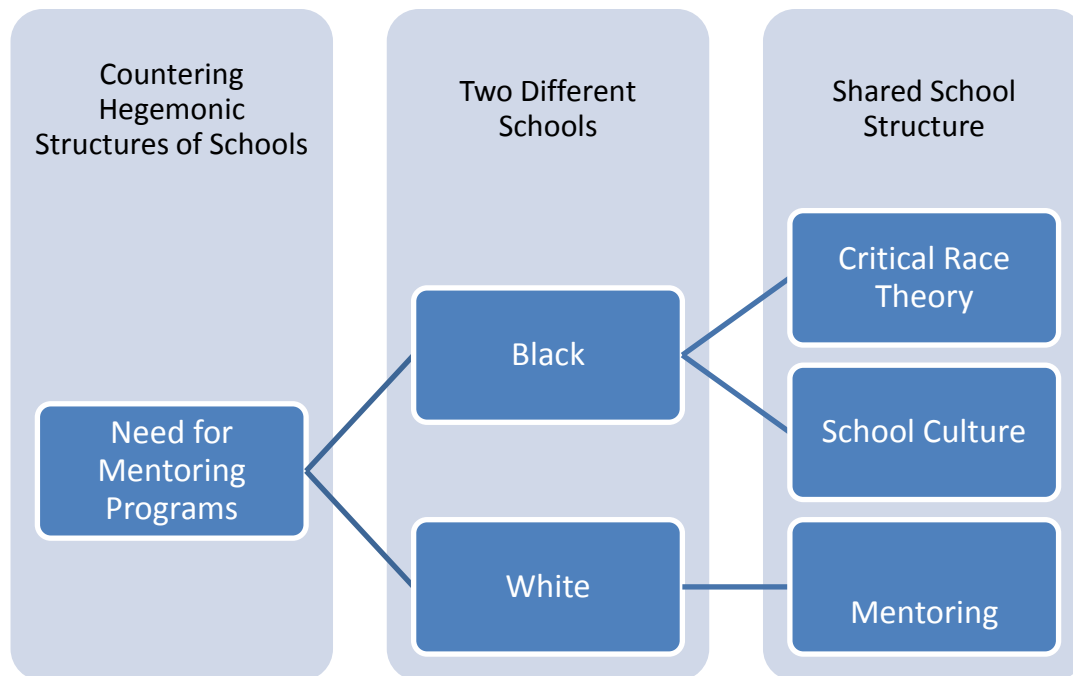 Countering
Hegemonic
Structures of Schools
Need for
Mentoring
Programs
Two Different
Schools
Black
White
Shared School
Structure
Critical Race
Theory
School Culture
Mentoring